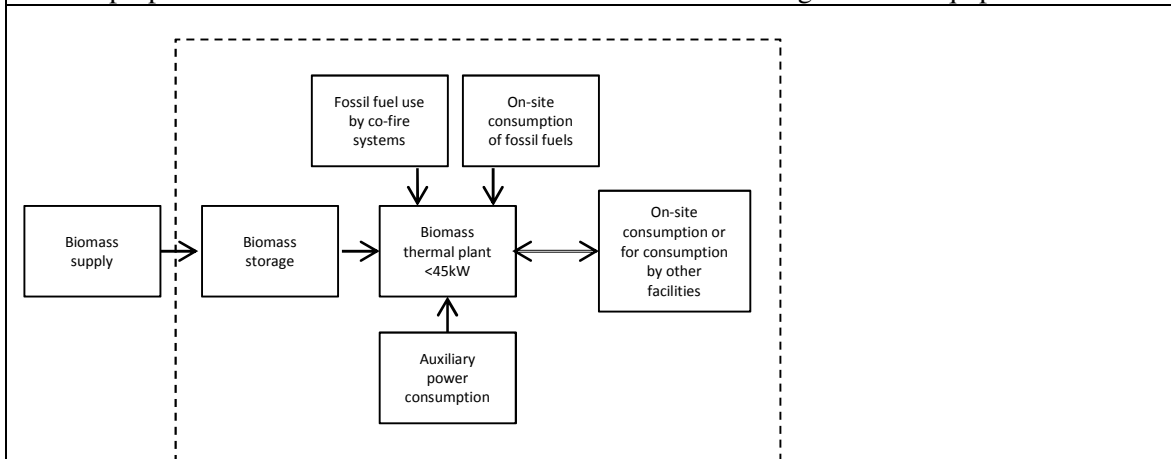 Fossil fuel use
by co-fire
systems
On-site
consumption
of fossil fuels
Biomass
supply
Biomass
storage
Biomass
thermal plant
<45kW
On-site
consumption or
for consumption
by other
facilities
Auxiliary
power
consumption